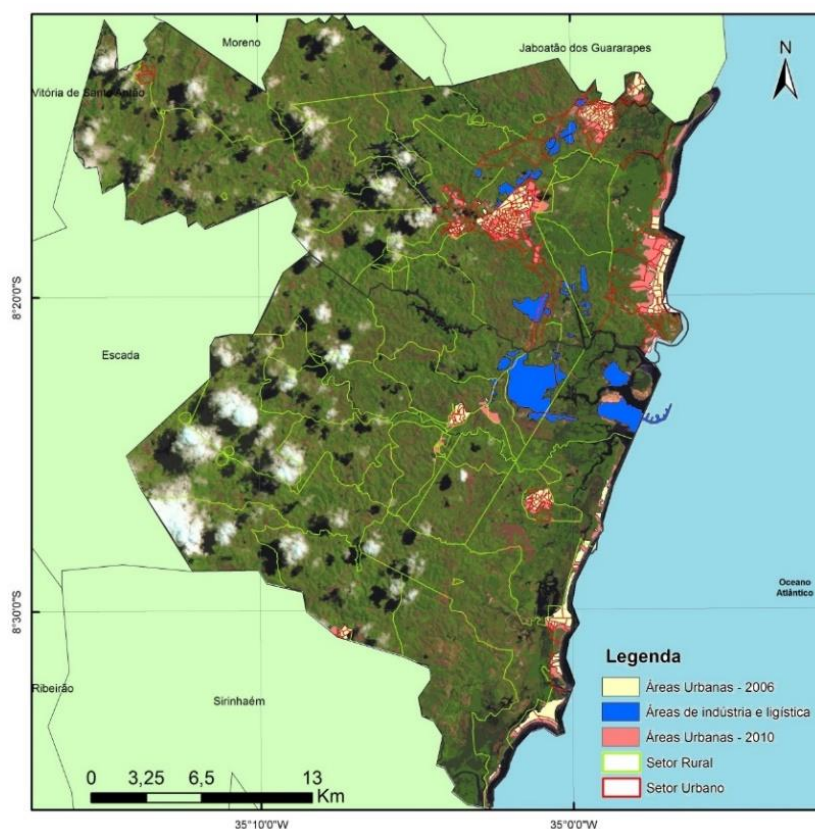 Moreno
Jaboatão dos Guararapes
N
Vitória de Santo Antão
8°20'0"S
Escada
Oceano
Atlântico
8°30'0"S
Ribeirão
Sirinhaém
Legenda
Áreas Urbanas - 2006
Áreas de indústria e ligística
Áreas Urbanas - 2010
Setor Rural
Setor Urbano
0 3,25 6,5 13
Km
35°10'0"W
35°0'0"W